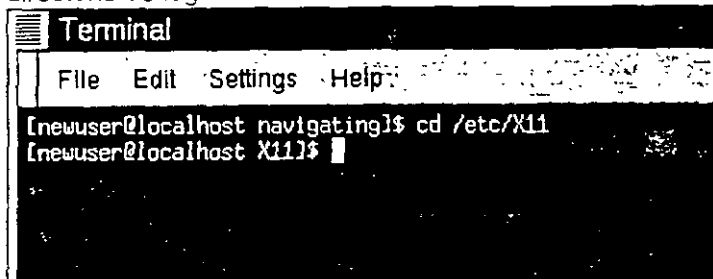 Terminal
File Edit Settings Help
[newuser@localhost navigating]$ cd /etc/X11
[newuser@localhost X11]$